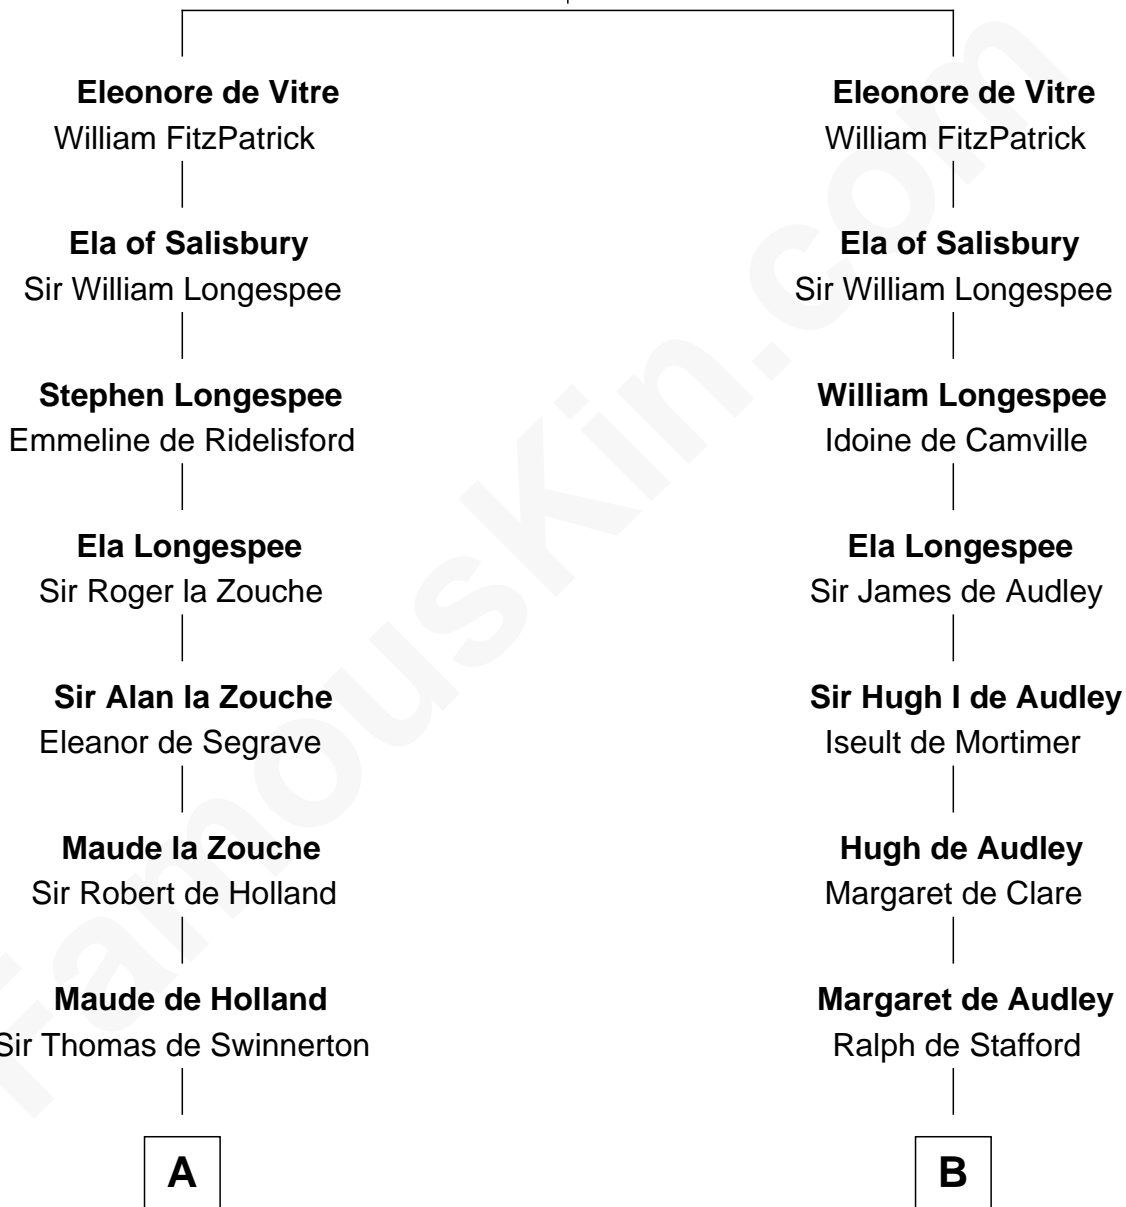 Eleonore de Vitre
William FitzPatrick
Ela of Salisbury
Sir William Longespee
Stephen Longespee
Emmeline de Ridelisford
Ela Longespee
Sir Roger la Zouche
Sir Alan la Zouche
Eleanor de Segrave
Maude la Zouche
Sir Robert de Holland
Maude de Holland
Sir Thomas de Swinnerton
A
Eleonore de Vitre
William FitzPatrick
Ela of Salisbury
Sir William Longespee
William Longespee
Idoine de Camville
Ela Longespee
Sir James de Audley
Sir Hugh I de Audley
Iseult de Mortimer
Hugh de Audley
Margaret de Clare
Margaret de Audley
Ralph de Stafford
B
FamousKin.com